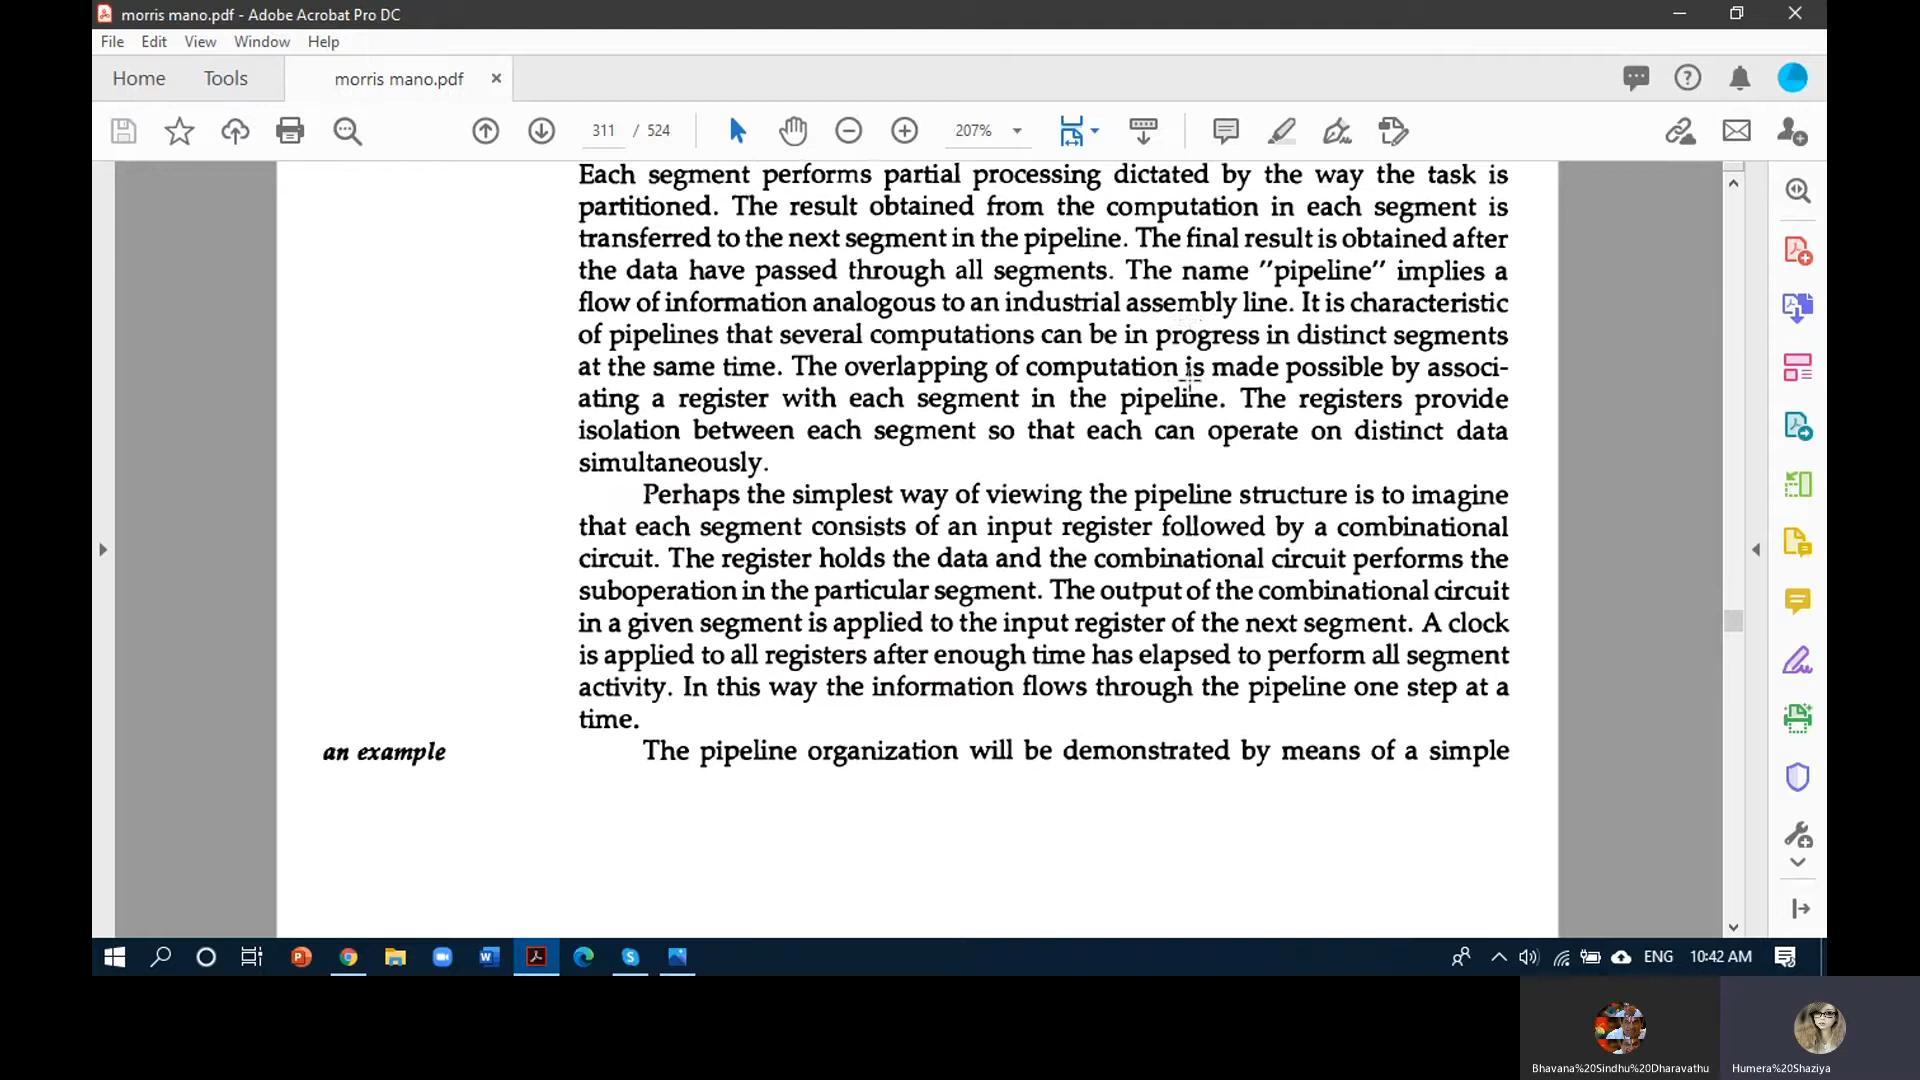 morris mano.pdf - Adobe Acrobat Pro DC
File Edit View Window Help
Home Tools morris mano.pdf
311 / 524 207%
Each segment performs partial processing dictated by the way the task is
partitioned. The result obtained from the computation in each segment is
transferred to the next segment in the pipeline. The final result is obtained after
the data have passed through all segments. The name "pipeline" implies a
flow of information analogous to an industrial assembly line. It is characteristic
of pipelines that several computations can be in progress in distinct segments
at the same time. The overlapping of computation is made possible by associ-
ating a register with each segment in the pipeline. The registers provide
isolation between each segment so that each can operate on distinct data
simultaneously.
Perhaps the simplest way of viewing the pipeline structure is to imagine
that each segment consists of an input register followed by a combinational
circuit. The register holds the data and the combinational circuit performs the
suboperation in the particular segment. The output of the combinational circuit
in a given segment is applied to the input register of the next segment. A clock
is applied to all registers after enough time has elapsed to perform all segment
activity. In this way the information flows through the pipeline one step at a
time.
an example The pipeline organization will be demonstrated by means of a simple
ENG 10:42 AM
Bhavana%20Sindhu%20Dharavathu Humera%20Shaziya